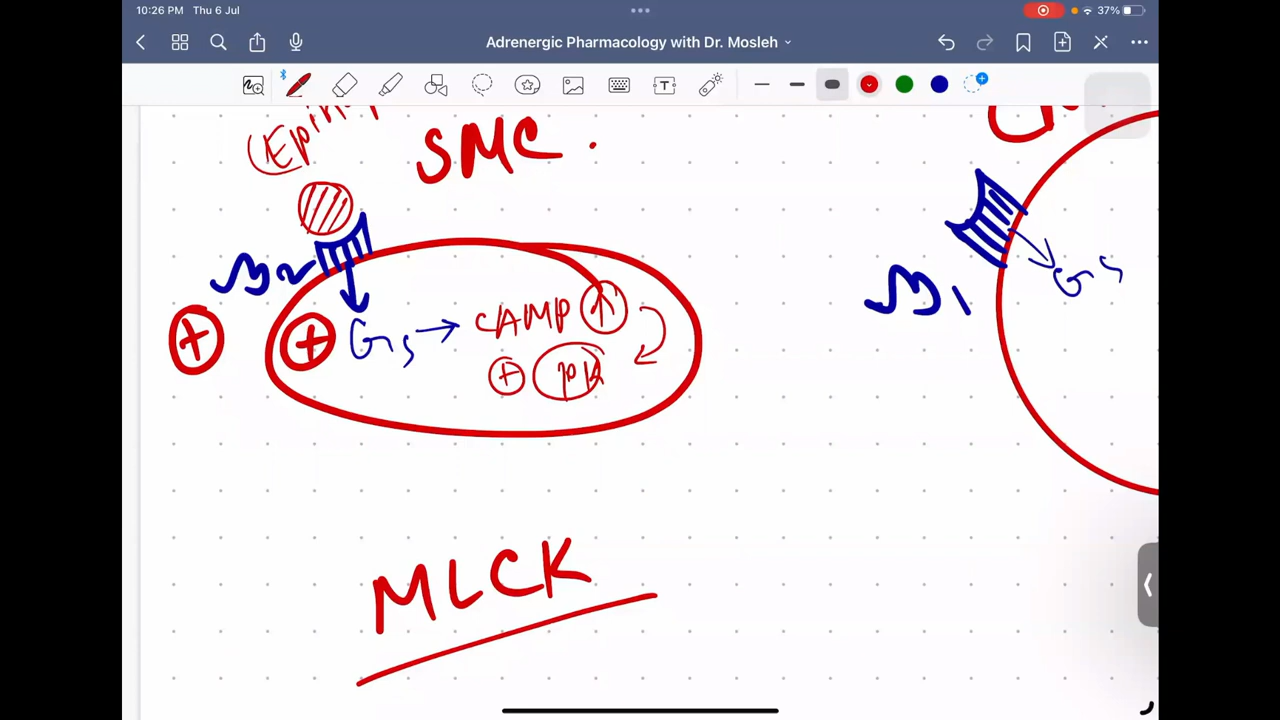 10:26 PM Thu 6 Jul
37%
Adrenergic Pharmacology with Dr. Mosleh
SMC.
Gs → cAMP ↑
+ PK
β2
+
+
β1
Gs
MLCK